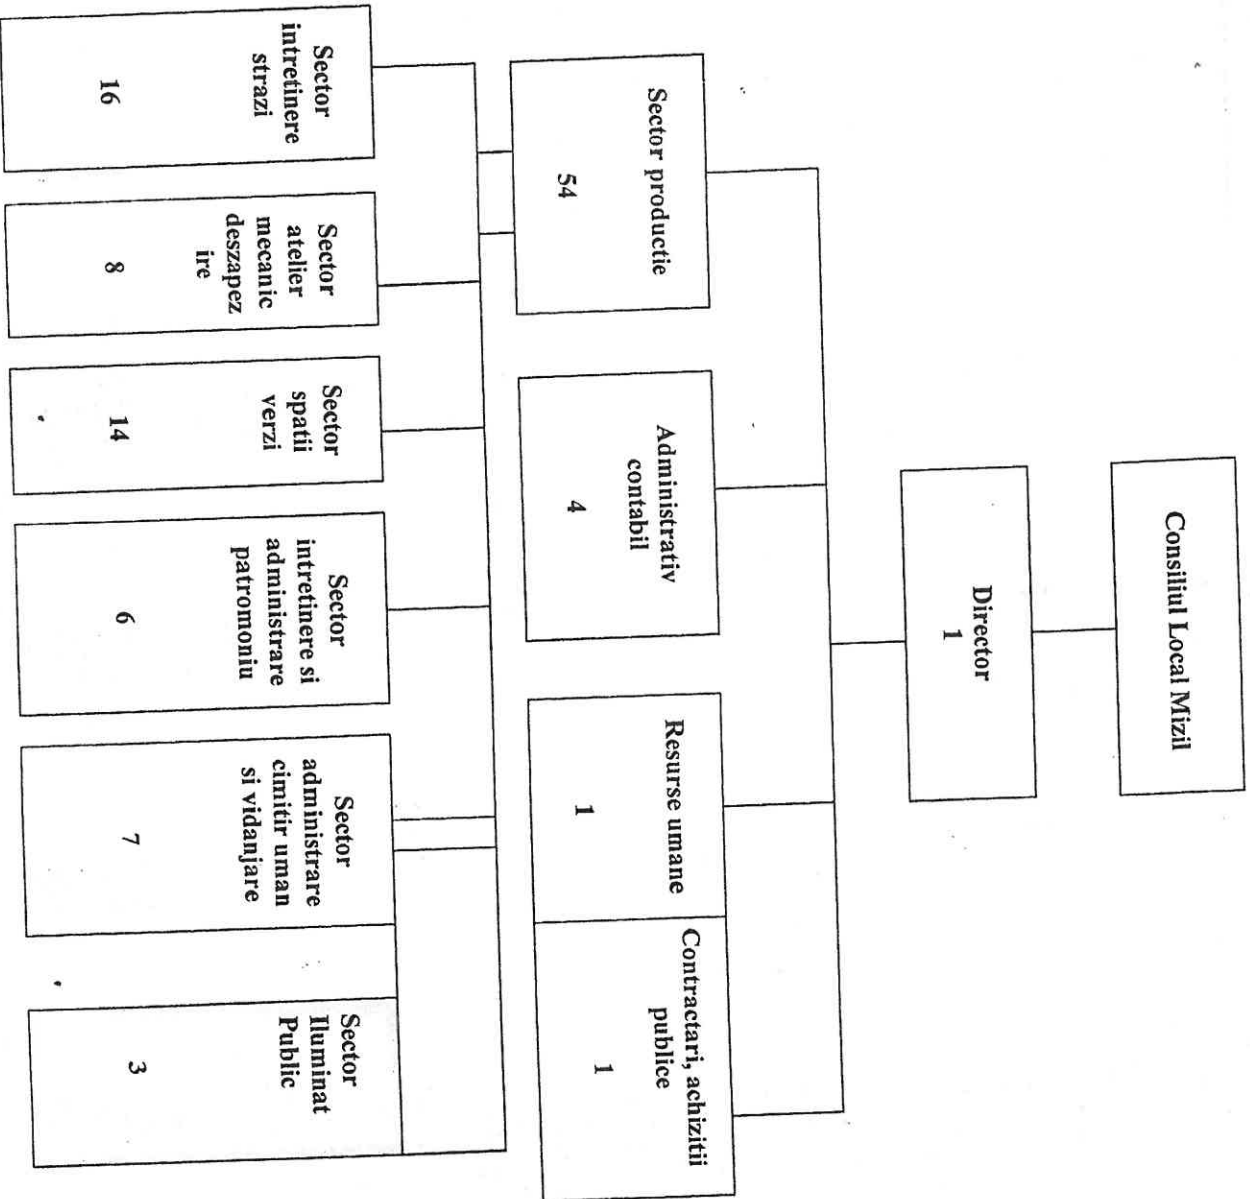 Consiliul Local Mizil
Director
1
Sector productie
54
Administrativ
contabil
4
Resurse umane
1
Contractari, achizitii
publice
1
Sector
intretinere
strazi
16
Sector
atelier
mecanic
deszapez
ire
8
Sector
spatii
verzi
14
Sector
intretinere si
administrare
patromoniu
6
Sector
administrare
cimitir uman
si vidanjare
7
Sector
Iluminat
Public
3